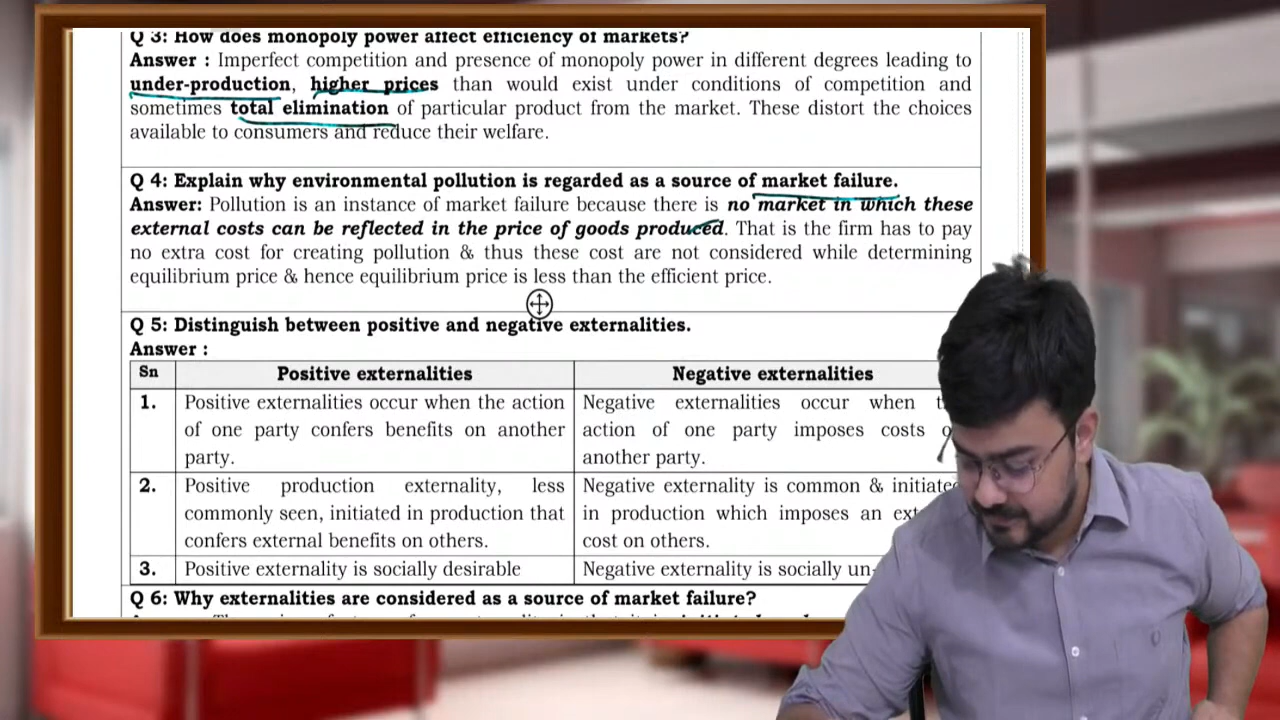 Q 3: How does monopoly power affect efficiency of markets?
Answer : Imperfect competition and presence of monopoly power in different degrees leading to
under-production, higher prices than would exist under conditions of competition and
sometimes total elimination of particular product from the market. These distort the choices
available to consumers and reduce their welfare.
Q 4: Explain why environmental pollution is regarded as a source of market failure.
Answer: Pollution is an instance of market failure because there is no market in which these
external costs can be reflected in the price of goods produced. That is the firm has to pay
no extra cost for creating pollution & thus these cost are not considered while determining
equilibrium price & hence equilibrium price is less than the efficient price.
Q 5: Distinguish between positive and negative externalities.
Answer :
Sn Positive externalities Negative externalities
1. Positive externalities occur when the action
of one party confers benefits on another
party.
Negative externalities occur when
action of one party imposes costs
another party.
2. Positive production externality, less
commonly seen, initiated in production that
confers external benefits on others.
Negative externality is common & initiated
in production which imposes an
cost on others.
3. Positive externality is socially desirable
Negative externality is socially un-
Q 6: Why externalities are considered as a source of market failure?